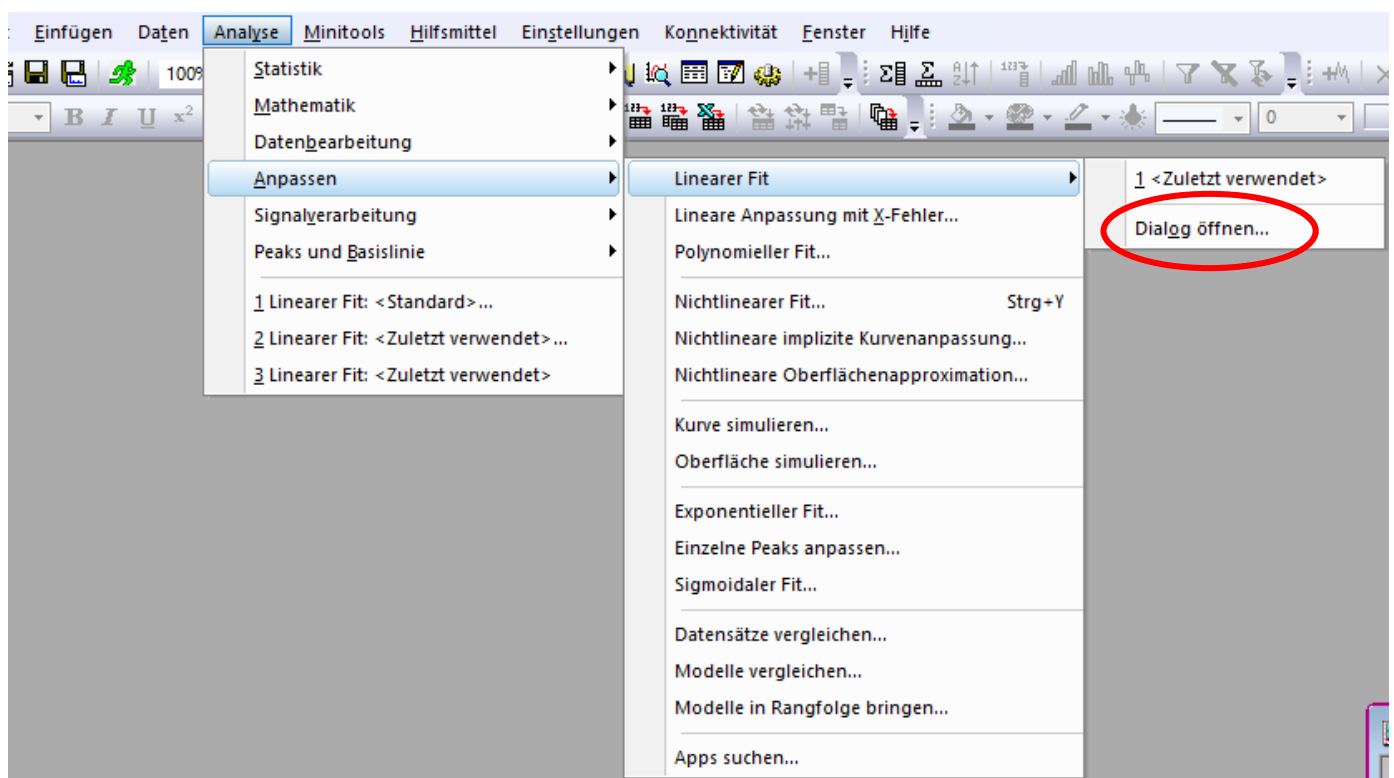 Einfügen Daten Analyse Minitools Hilfsmittel Einstellungen Konnektivität Fenster Hilfe
100%
B I U x²
0
Statistik
Mathematik
Datenbearbeitung
Anpassen
Signalverarbeitung
Peaks und Basislinie
1 Linearer Fit: <Standard>...
2 Linearer Fit: <Zuletzt verwendet>...
3 Linearer Fit: <Zuletzt verwendet>
Linearer Fit
Lineare Anpassung mit X-Fehler...
Polynomieller Fit...
Nichtlinearer Fit... Strg+Y
Nichtlineare implizite Kurvenanpassung...
Nichtlineare Oberflächenapproximation...
Kurve simulieren...
Oberfläche simulieren...
Exponentieller Fit...
Einzelne Peaks anpassen...
Sigmoidaler Fit...
Datensätze vergleichen...
Modelle vergleichen...
Modelle in Rangfolge bringen...
Apps suchen...
1 <Zuletzt verwendet>
Dialog öffnen...